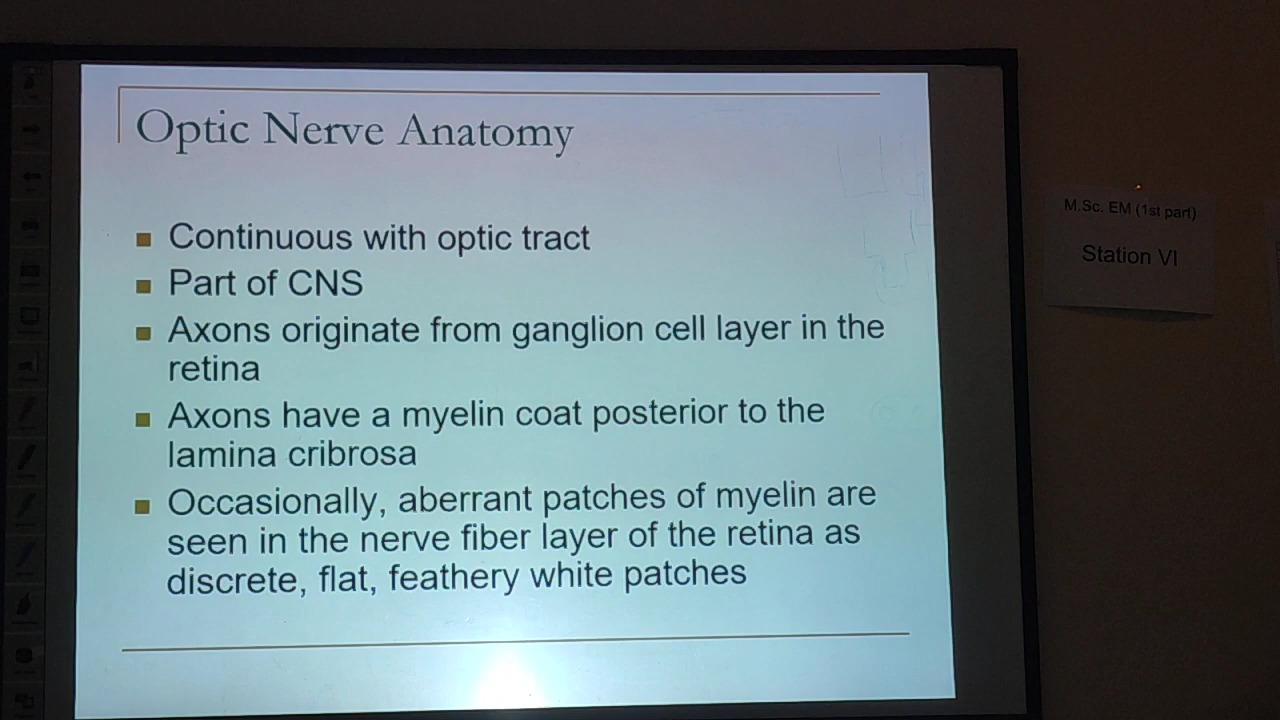 Optic Nerve Anatomy
Continuous with optic tract
Part of CNS
Axons originate from ganglion cell layer in the
retina
Axons have a myelin coat posterior to the
lamina cribrosa
Occasionally, aberrant patches of myelin are
seen in the nerve fiber layer of the retina as
discrete, flat, feathery white patches
M.Sc. EM (1st part)
Station VI